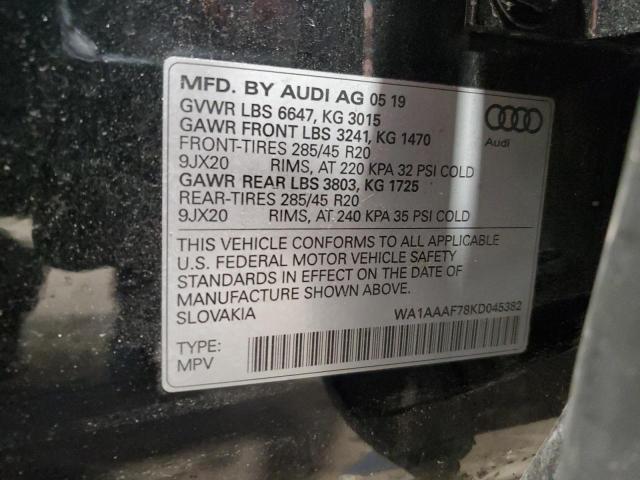 MFD. BY AUDI AG 05 19
GVWR LBS 6647, KG 3015
GAWR FRONT LBS 3241, KG 1470
FRONT-TIRES 285/45 R20
9JX20 RIMS, AT 220 KPA 32 PSI COLD
GAWR REAR LBS 3803, KG 1725
REAR-TIRES 285/45 R20
9JX20 RIMS, AT 240 KPA 35 PSI COLD
Audi
THIS VEHICLE CONFORMS TO ALL APPLICABLE
U.S. FEDERAL MOTOR VEHICLE SAFETY
STANDARDS IN EFFECT ON THE DATE OF
MANUFACTURE SHOWN ABOVE.
SLOVAKIA WA1AAAF78KD045382
TYPE:
MPV